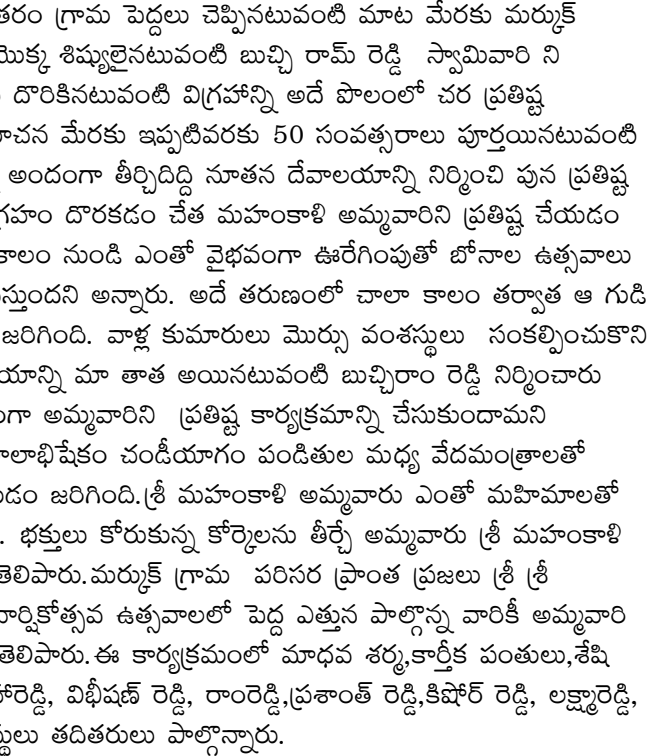 తరం గ్రామ పెద్దలు చెప్పినటువంటి మాట మేరకు మర్కుక్
యొక్క శిష్యులైనటువంటి బుచ్చి రామ్ రెడ్డి స్వామివారి ని
దొరికినటువంటి విగ్రహాన్ని అదే పొలంలో చర ప్రతిష్ట
చన మేరకు ఇప్పటివరకు 50 సంవత్సరాలు పూర్తయినటువంటి
అందంగా తీర్చిదిద్ది నూతన దేవాలయాన్ని నిర్మించి పున ప్రతిష్ట
గ్రహం దొరకడం చేత మహంకాళి అమ్మవారిని ప్రతిష్ట చేయడం
కాలం నుండి ఎంతో వైభవంగా ఊరేగింపుతో బోనాల ఉత్సవాలు
స్తుందని అన్నారు. అదే తరుణంలో చాలా కాలం తర్వాత ఆ గుడి
జరిగింది. వాళ్ల కుమారులు మొర్సు వంశస్థులు సంకల్పించుకొని
యాన్ని మా తాత అయినటువంటి బుచ్చిరాం రెడ్డి నిర్మించారు
గా అమ్మవారిని ప్రతిష్ట కార్యక్రమాన్ని చేసుకుందామని
లాభిషేకం చండీయాగం పండితుల మధ్య వేదమంత్రాలతో
డం జరిగింది.శ్రీ మహంకాళి అమ్మవారు ఎంతో మహిమాలతో
. భక్తులు కోరుకున్న కోర్కెలను తీర్చే అమ్మవారు శ్రీ మహంకాళి
తెలిపారు.మర్కుక్ గ్రామ పరిసర ప్రాంత ప్రజలు శ్రీ శ్రీ
వార్షికోత్సవ ఉత్సవాలలో పెద్ద ఎత్తున పాల్గొన్న వారికీ అమ్మవారి
తెలిపారు.ఈ కార్యక్రమంలో మాధవ శర్మ,కార్తీక పంతులు,శేషి
హారెడ్డి, విభీషణ్ రెడ్డి, రాంరెడ్డి,ప్రశాంత్ రెడ్డి,కిషోర్ రెడ్డి, లక్ష్మారెడ్డి,
స్థులు తదితరులు పాల్గొన్నారు.